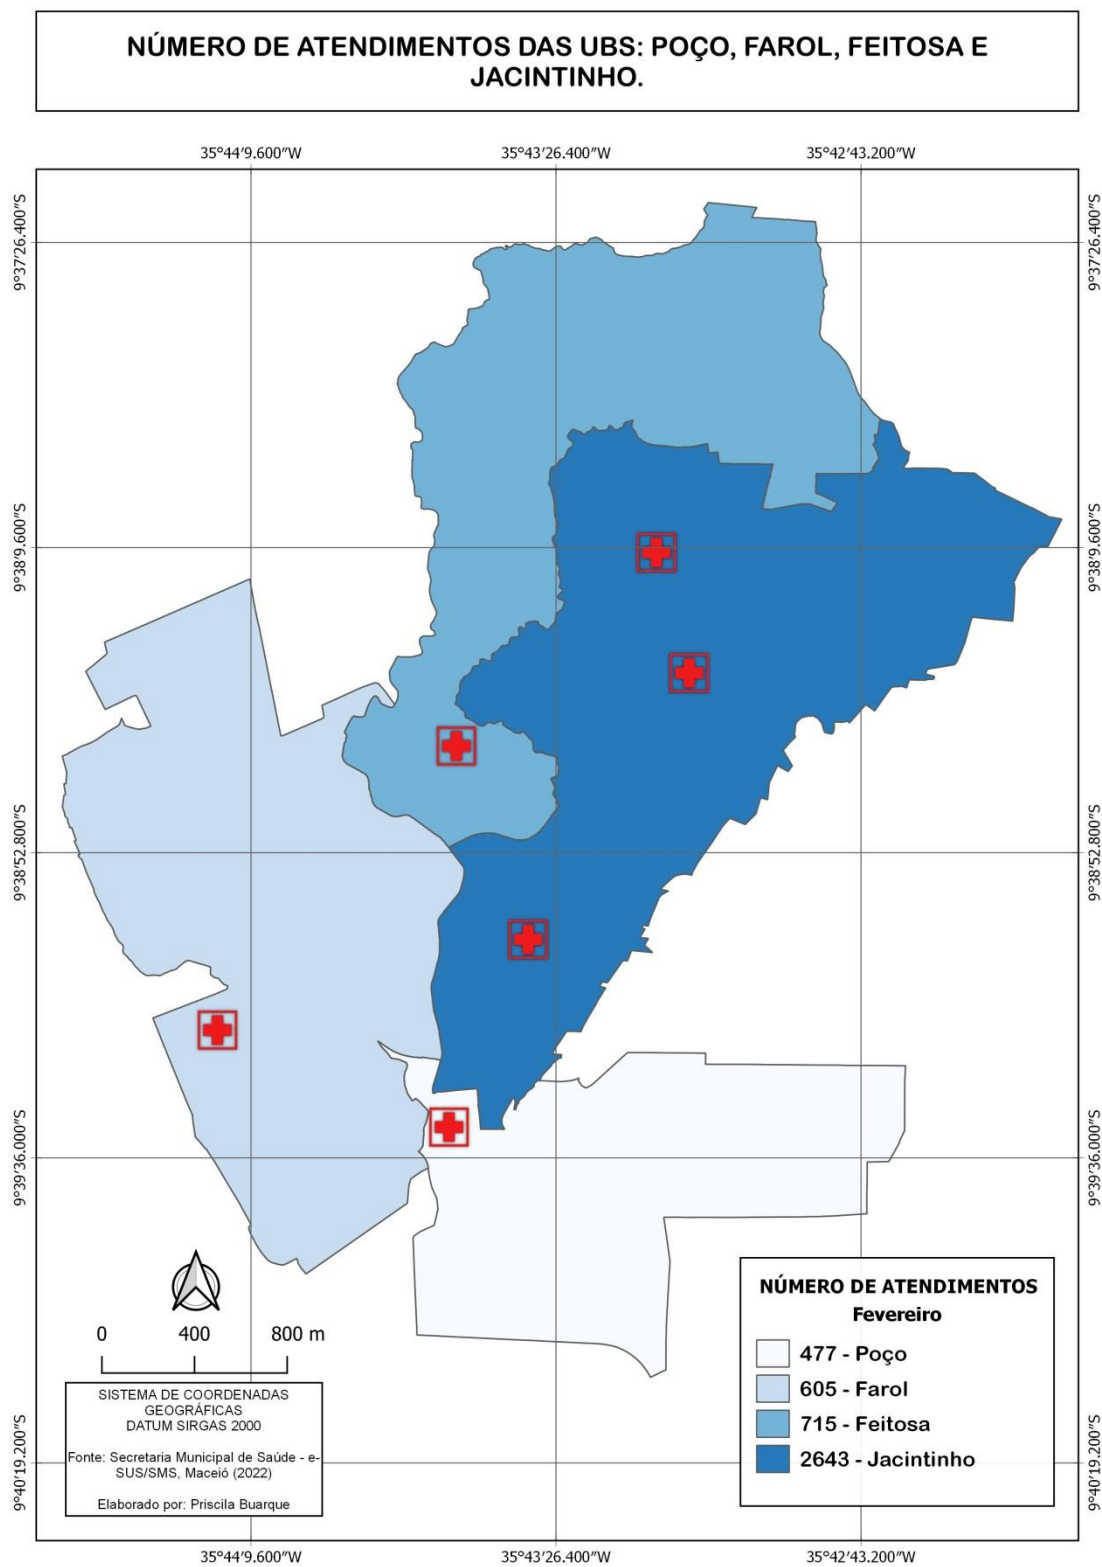 NÚMERO DE ATENDIMENTOS DAS UBS: POÇO, FAROL, FEITOSA E
JACINTINHO.
35°44′9.600″W
35°43′26.400″W
35°42′43.200″W
9°37′26.400″S
9°37′26.400″S
9°38′9.600″S
9°38′9.600″S
9°38′52.800″S
9°38′52.800″S
9°39′36.000″S
9°39′36.000″S
9°40′19.200″S
9°40′19.200″S
0 400 800 m
SISTEMA DE COORDENADAS
GEOGRÁFICAS
DATUM SIRGAS 2000
Fonte: Secretaria Municipal de Saúde - e-
SUS/SMS, Maceió (2022)
Elaborado por: Priscila Buarque
NÚMERO DE ATENDIMENTOS
Fevereiro
477 - Poço
605 - Farol
715 - Feitosa
2643 - Jacintinho
35°44′9.600″W
35°43′26.400″W
35°42′43.200″W